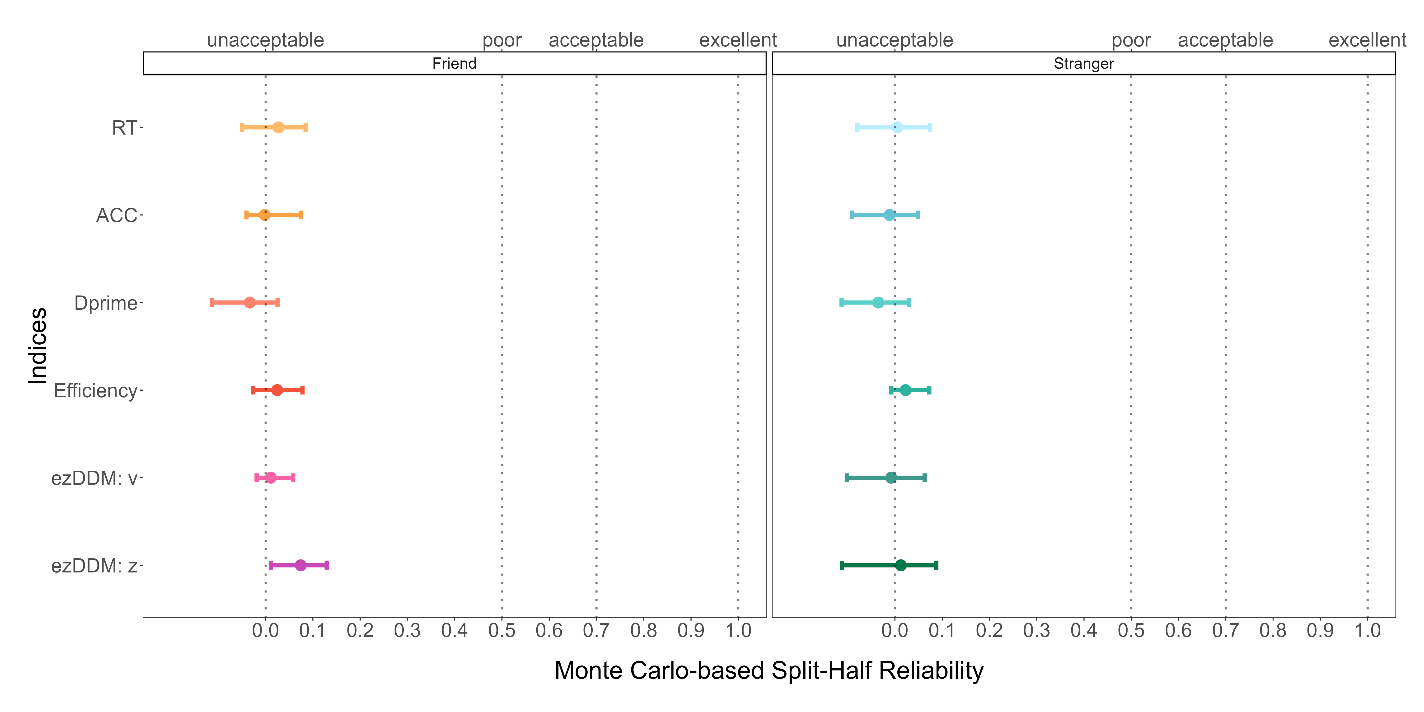 unacceptable poor acceptable excellent unacceptable poor acceptable excellent
Friend Stranger
RT
ACC
Dprime
Indices
Efficiency
ezDDM: v
ezDDM: z
0.0 0.1 0.2 0.3 0.4 0.5 0.6 0.7 0.8 0.9 1.0 0.0 0.1 0.2 0.3 0.4 0.5 0.6 0.7 0.8 0.9 1.0
Monte Carlo-based Split-Half Reliability